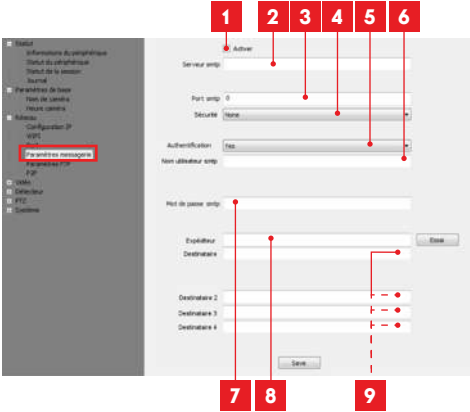 1 2 3 4 5 6
Statut
Informations du périphérique
Statut du périphérique
Statut de la session
Journal
Paramètres de base
Nom de caméra
Heure caméra
Réseau
Configuration IP
WIFI
Paramètres messagerie
Paramètres FTP
P2P
Vidéo
Détecteur
PTZ
Système
Activer
Serveur smtp
Port smtp 0
Sécurité None
Authentification Yes
Nom utilisateur smtp
Mot de passe smtp
Expéditeur Essai
Destinataire
Destinataire 2
Destinataire 3
Destinataire 4
Save
7 8 9